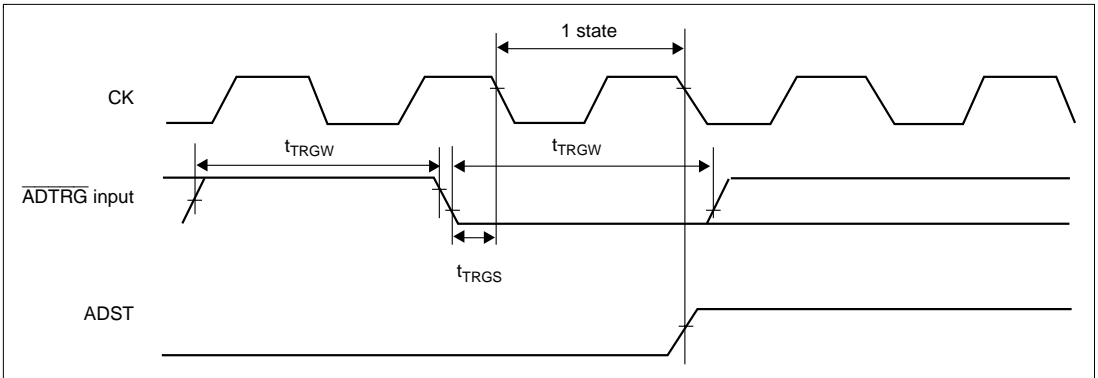 1 state
CK
tTRGW
tTRGW
ADTRG input
tTRGS
ADST